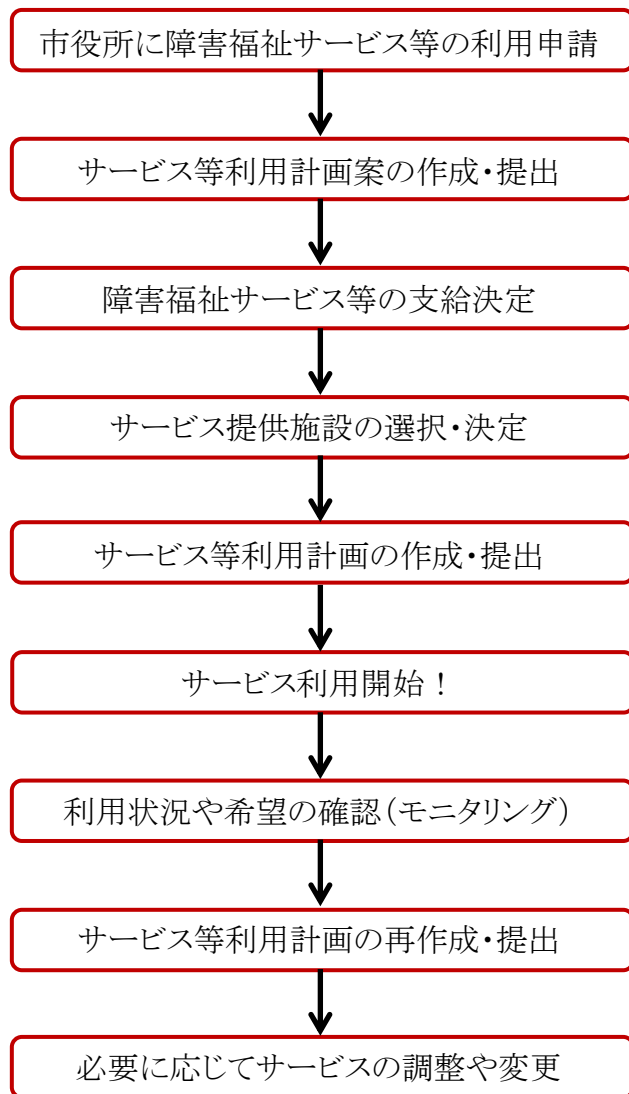 市役所に障害福祉サービス等の利用申請
サービス等利用計画案の作成・提出
障害福祉サービス等の支給決定
サービス提供施設の選択・決定
サービス等利用計画の作成・提出
サービス利用開始！
利用状況や希望の確認（モニタリング）
サービス等利用計画の再作成・提出
必要に応じてサービスの調整や変更